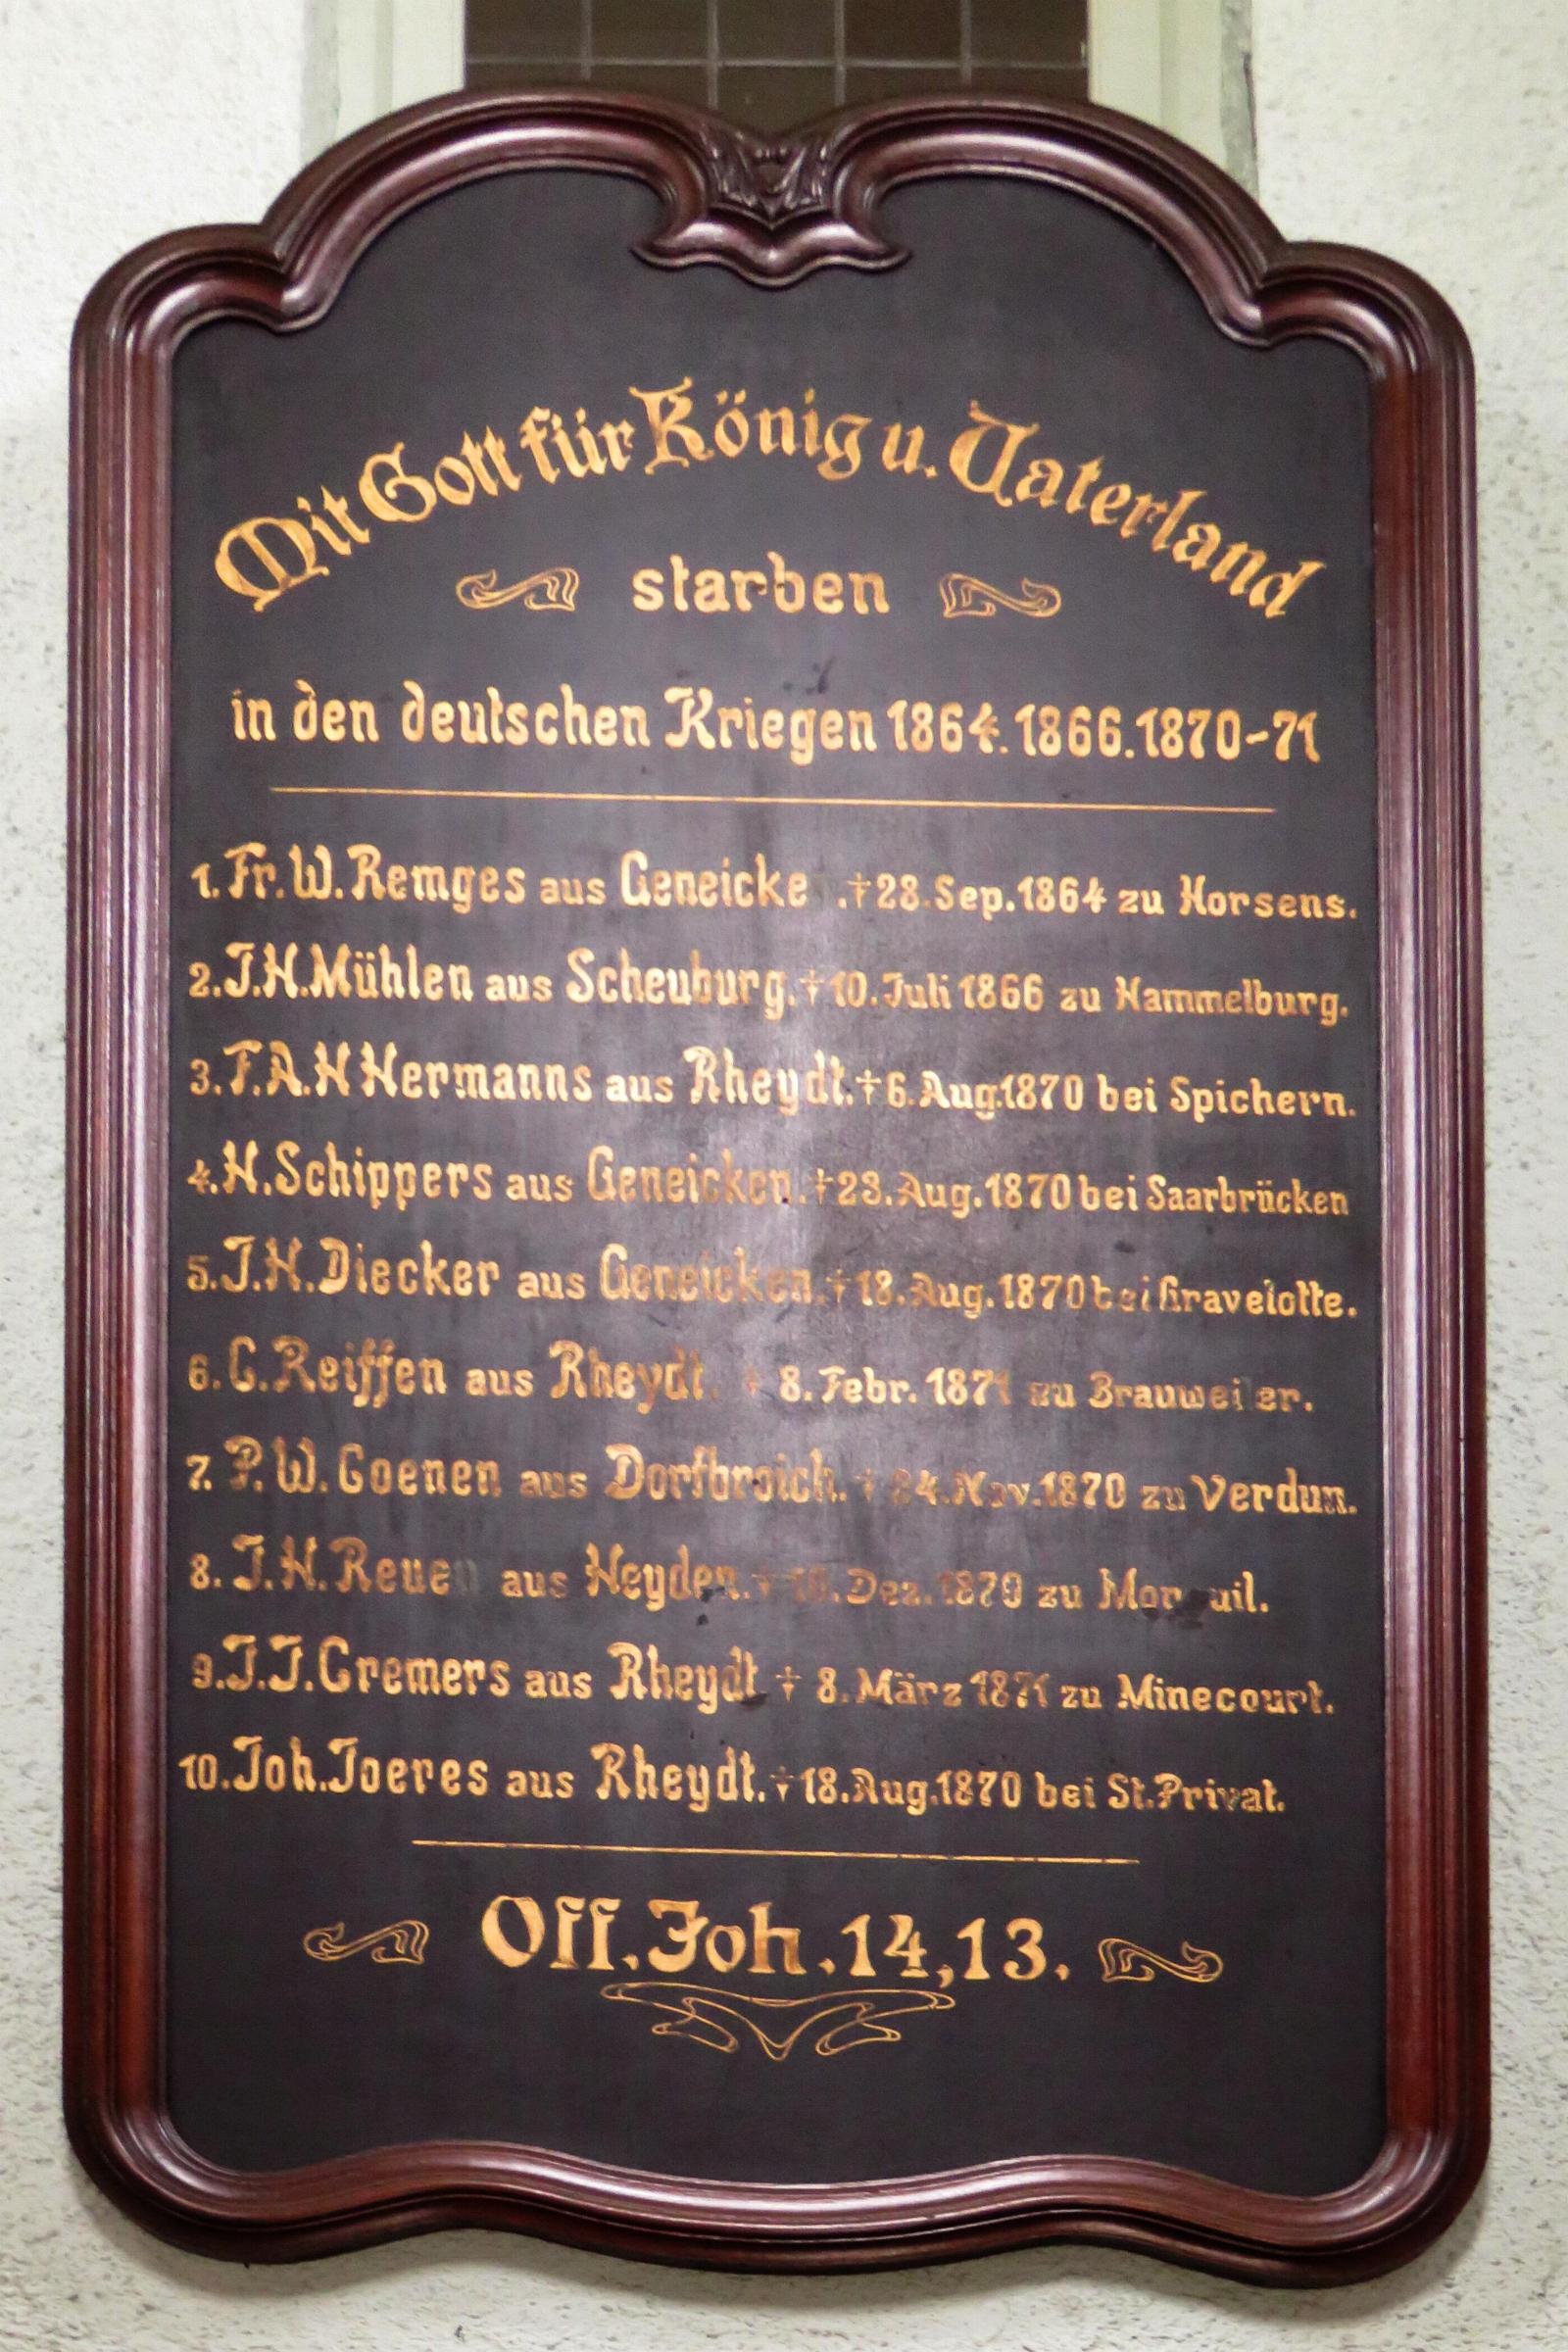 Mit Gott für König u. Vaterland
starben
in den deutschen Kriegen 1864.1866.1870-71
1. Fr. W. Remges aus Geneicke .†28.Sep.1864 zu Horsens.
2. J.H.Mühlen aus Scheuburg.†10.Juli 1866 zu Hammelburg.
3. F.A.H Hermanns aus Rheydt.†6.Aug.1870 bei Spichern.
4. H.Schippers aus Geneicken.†23.Aug.1870 bei Saarbrücken
5. J.H.Diecker aus Geneicken.†18.Aug.1870 bei Gravelotte.
6. C.Reiffen aus Rheydt. † 8.Febr. 1871 zu Brauweiler.
7. P.W.Coenen aus Dorfbroich. † 24.Nov.1870 zu Verdun.
8. J.H.Reuen aus Heyden.† Dez.1870 zu
9. J.J.Cremers aus Rheydt † 8.März 1871 zu Minecourt.
10. Joh.Joeres aus Rheydt.†18.Aug.1870 bei St.Privat.
Off.Joh.14,13.